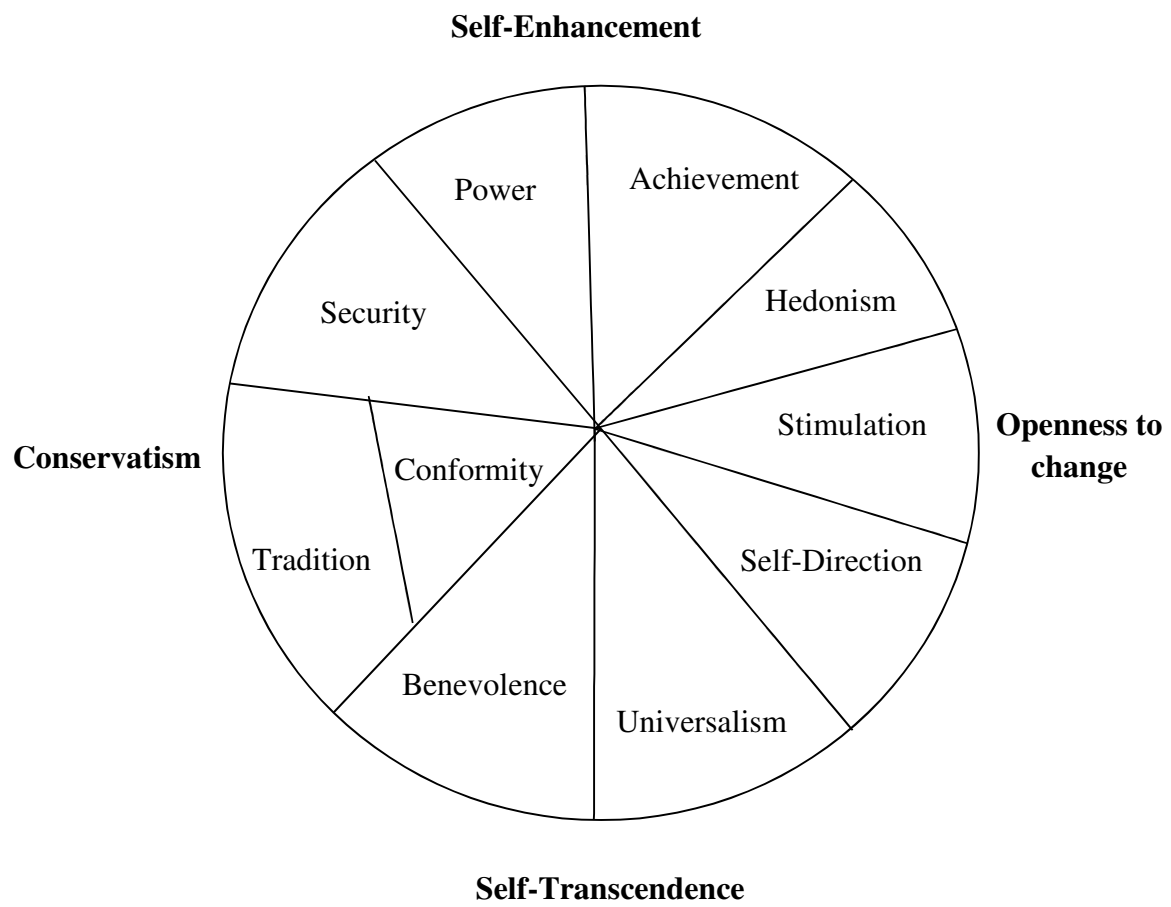 Self-Enhancement
Achievement
Power
Hedonism
Security
Stimulation
Openness to
change
Conservatism
Conformity
Tradition
Self-Direction
Benevolence
Universalism
Self-Transcendence